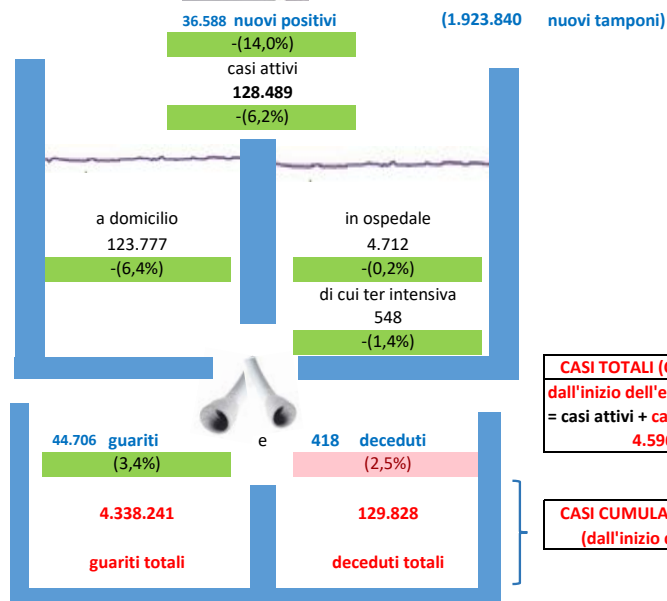 36.588 nuovi positivi (1.923.840 nuovi tamponi)
-(14,0%)
casi attivi
128.489
-(6,2%)
a domicilio in ospedale
123.777 4.712
-(6,4%) -(0,2%)
di cui ter intensiva
548
-(1,4%)
CASI TOTALI (
dall'inizio dell'e
= casi attivi + ca
4.596
44.706 guariti e 418 deceduti
(3,4%) (2,5%)
4.338.241 129.828
CASI CUMULA
(dall'inizio
guariti totali deceduti totali